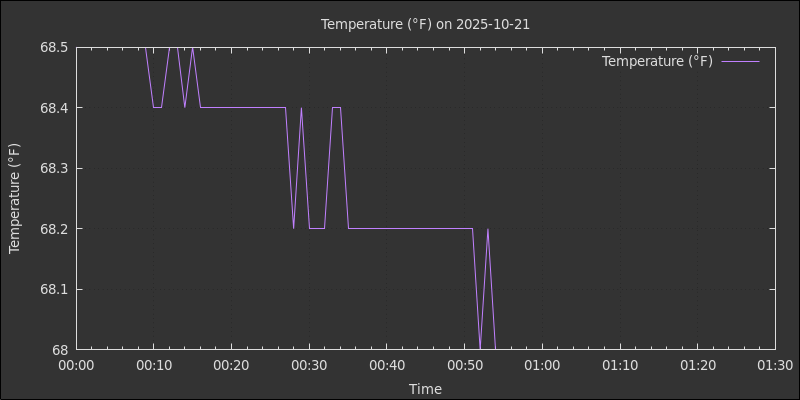 Temperature (°F) on 2025-10-21
Temperature (°F)
68.5
68.4
68.3
68.2
68.1
68
Temperature (°F)
00:00 00:10 00:20 00:30 00:40 00:50 01:00 01:10 01:20 01:30
Time